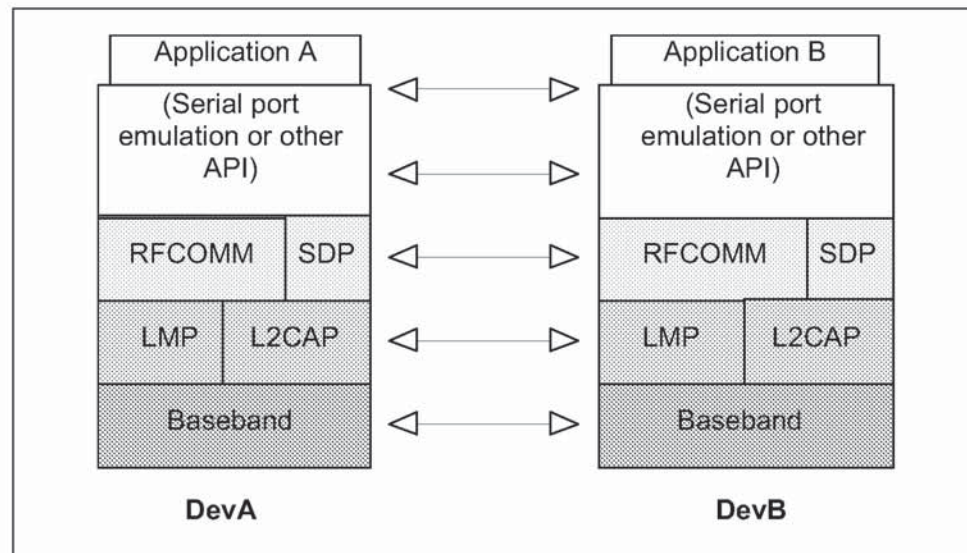 Application A
(Serial port
emulation or other
API)
RFCOMM
SDP
LMP
L2CAP
Baseband
DevA
Application B
(Serial port
emulation or other
API)
RFCOMM
SDP
LMP
L2CAP
Baseband
DevB